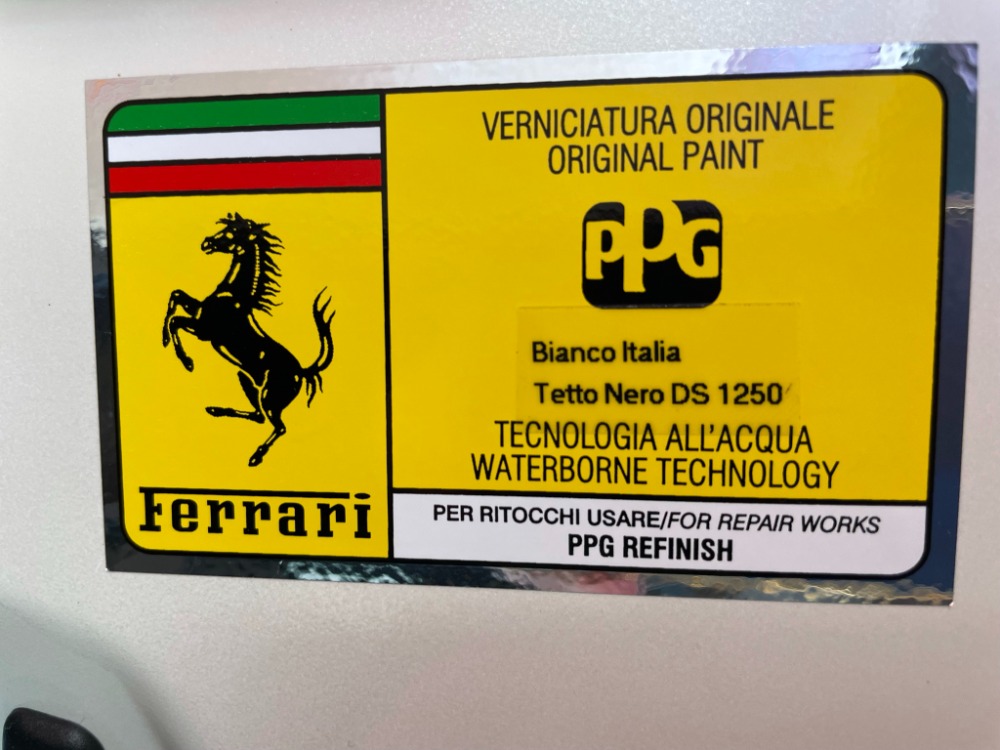 Ferrari
VERNICIATURA ORIGINALE
ORIGINAL PAINT
PPG
Bianco Italia
Tetto Nero DS 1250
TECNOLOGIA ALL'ACQUA
WATERBORNE TECHNOLOGY
PER RITOCCHI USARE/FOR REPAIR WORKS
PPG REFINISH